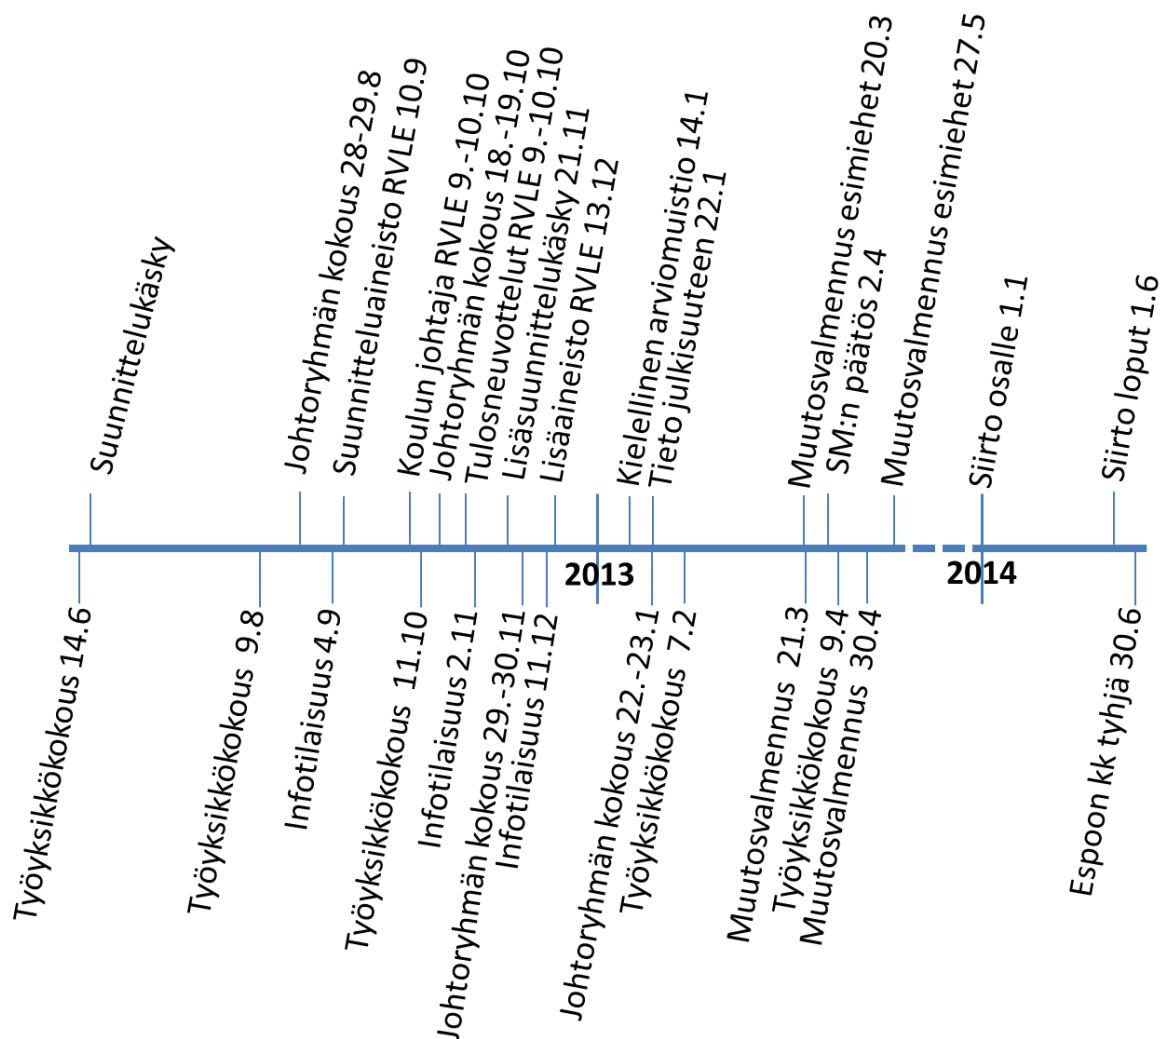 Suunnittelukäsky
Johtoryhmän kokous 28-29.8
Suunnitteluaineisto RVLE 10.9
Koulun johtaja RVLE 9.-10.10
Johtoryhmän kokous 18.-19.10
Tulosneuvottelut RVLE 9.-10.10
Lisäsuunnittelukäsky 21.11
Lisäaineisto RVLE 13.12
Kielellinen arviomuistio 14.1
Tieto julkisuuteen 22.1
Muutosvalmennus esimiehet 20.3
SM:n päätös 2.4
Muutosvalmennus esimiehet 27.5
Siirto osalle 1.1
Siirto loput 1.6
2013
2014
Työyksikkökokous 14.6
Työyksikkökokous 9.8
Infotilaisuus 4.9
Työyksikkökokous 11.10
Infotilaisuus 2.11
Johtoryhmän kokous 29.-30.11
Infotilaisuus 11.12
Johtoryhmän kokous 22.-23.1
Työyksikkökokous 7.2
Muutosvalmennus 21.3
Työyksikkökokous 9.4
Muutosvalmennus 30.4
Espoon kk tyhjä 30.6